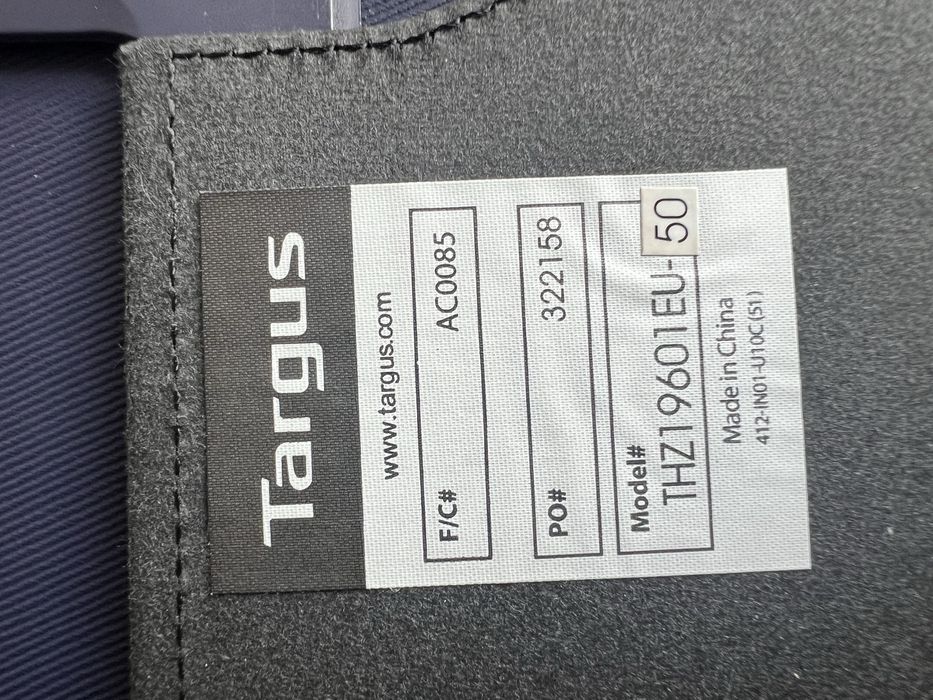 Targus
www.targus.com
F/C# AC0085
PO# 322158
Model#
THZ19601EU-50
Made in China
412-IN01-U10C(51)